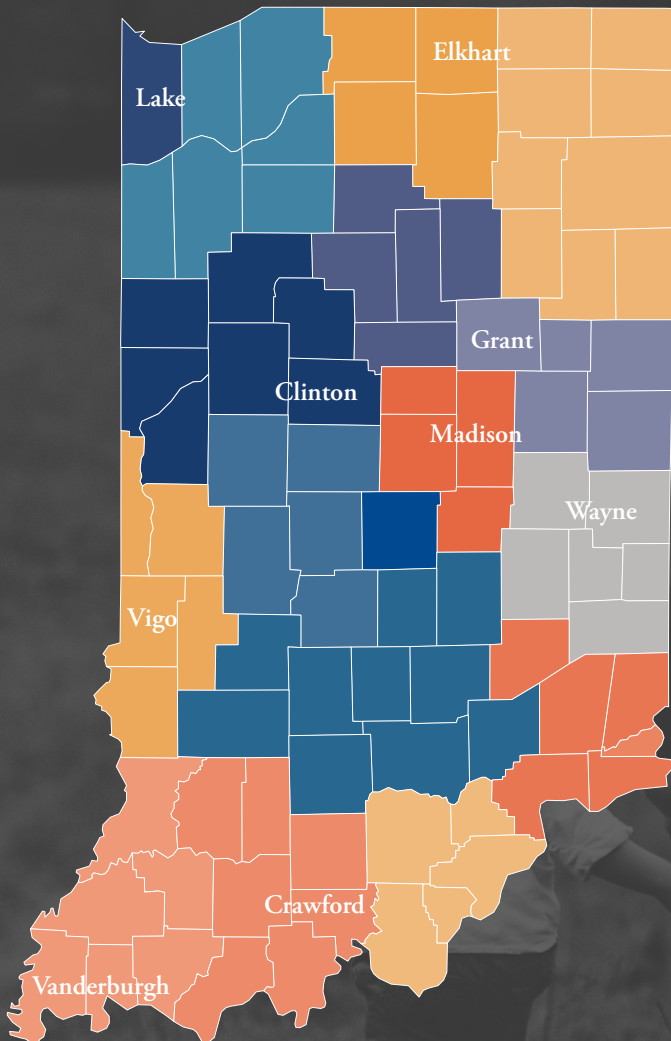 Elkhart
Lake
Grant
Clinton
Madison
Wayne
Vigo
Crawford
Vanderburgh